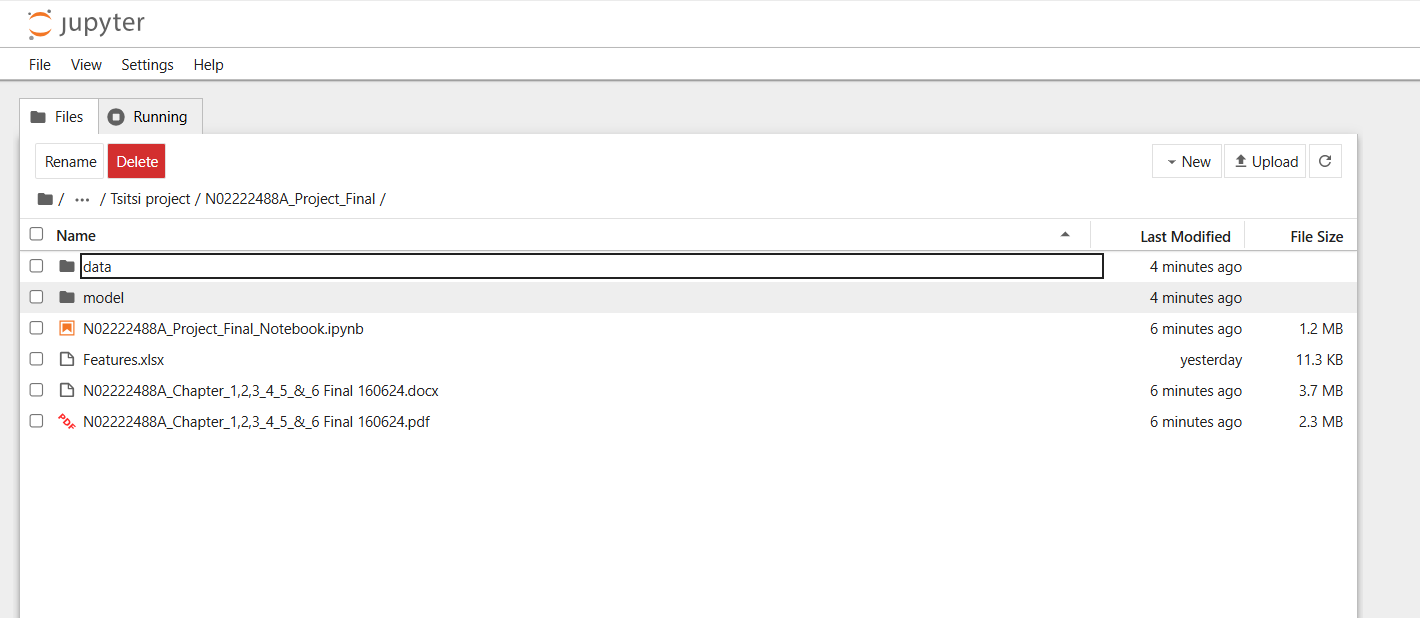 jupyter
File View Settings Help
Files Running
Rename Delete New Upload
/ ... / Tsitsi project / N02222488A_Project_Final /
Name Last Modified File Size
data 4 minutes ago
model 4 minutes ago
N02222488A_Project_Final_Notebook.ipynb 6 minutes ago 1.2 MB
Features.xlsx yesterday 11.3 KB
N02222488A_Chapter_1,2,3_4_5_&_6 Final 160624.docx 6 minutes ago 3.7 MB
PDF N02222488A_Chapter_1,2,3_4_5_&_6 Final 160624.pdf 6 minutes ago 2.3 MB